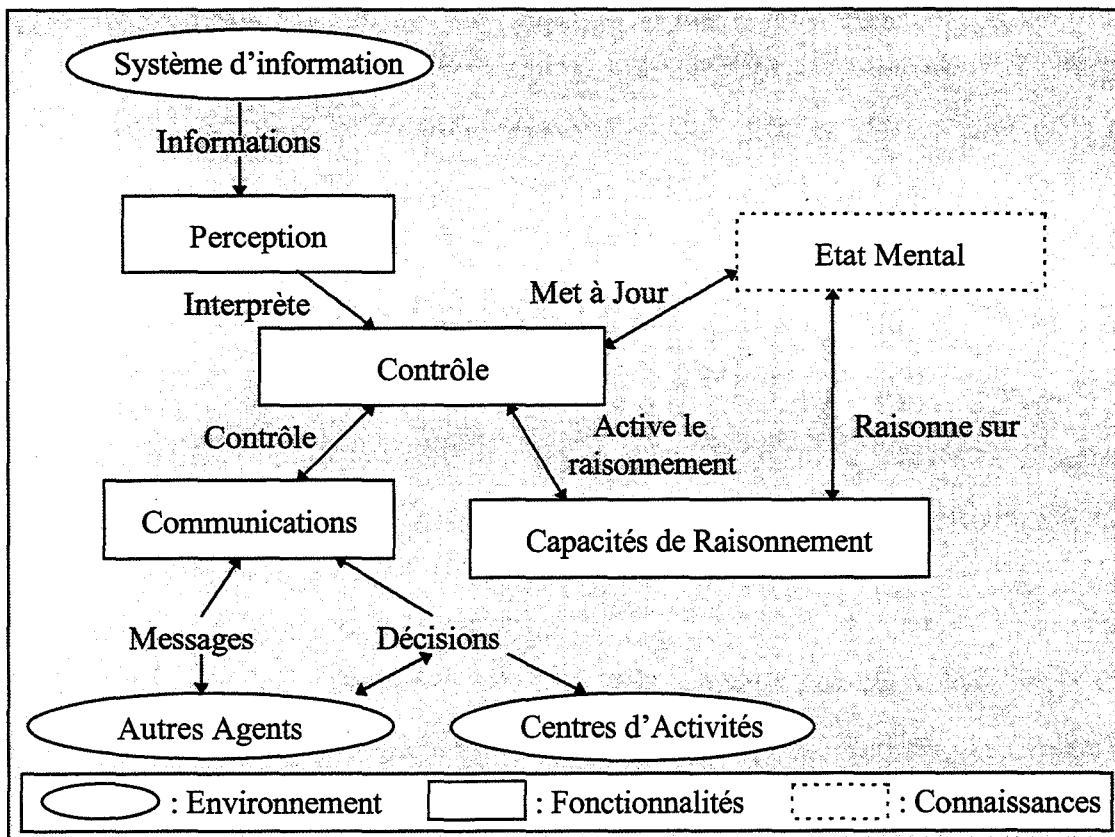 Système d'information
Informations
Perception
Etat Mental
Interprète
Met à Jour
Contrôle
Contrôle
Active le
raisonnement
Raisonne sur
Communications
Capacités de Raisonnement
Messages
Décisions
Autres Agents
Centres d'Activités
: Environnement
: Fonctionnalités
: Connaissances